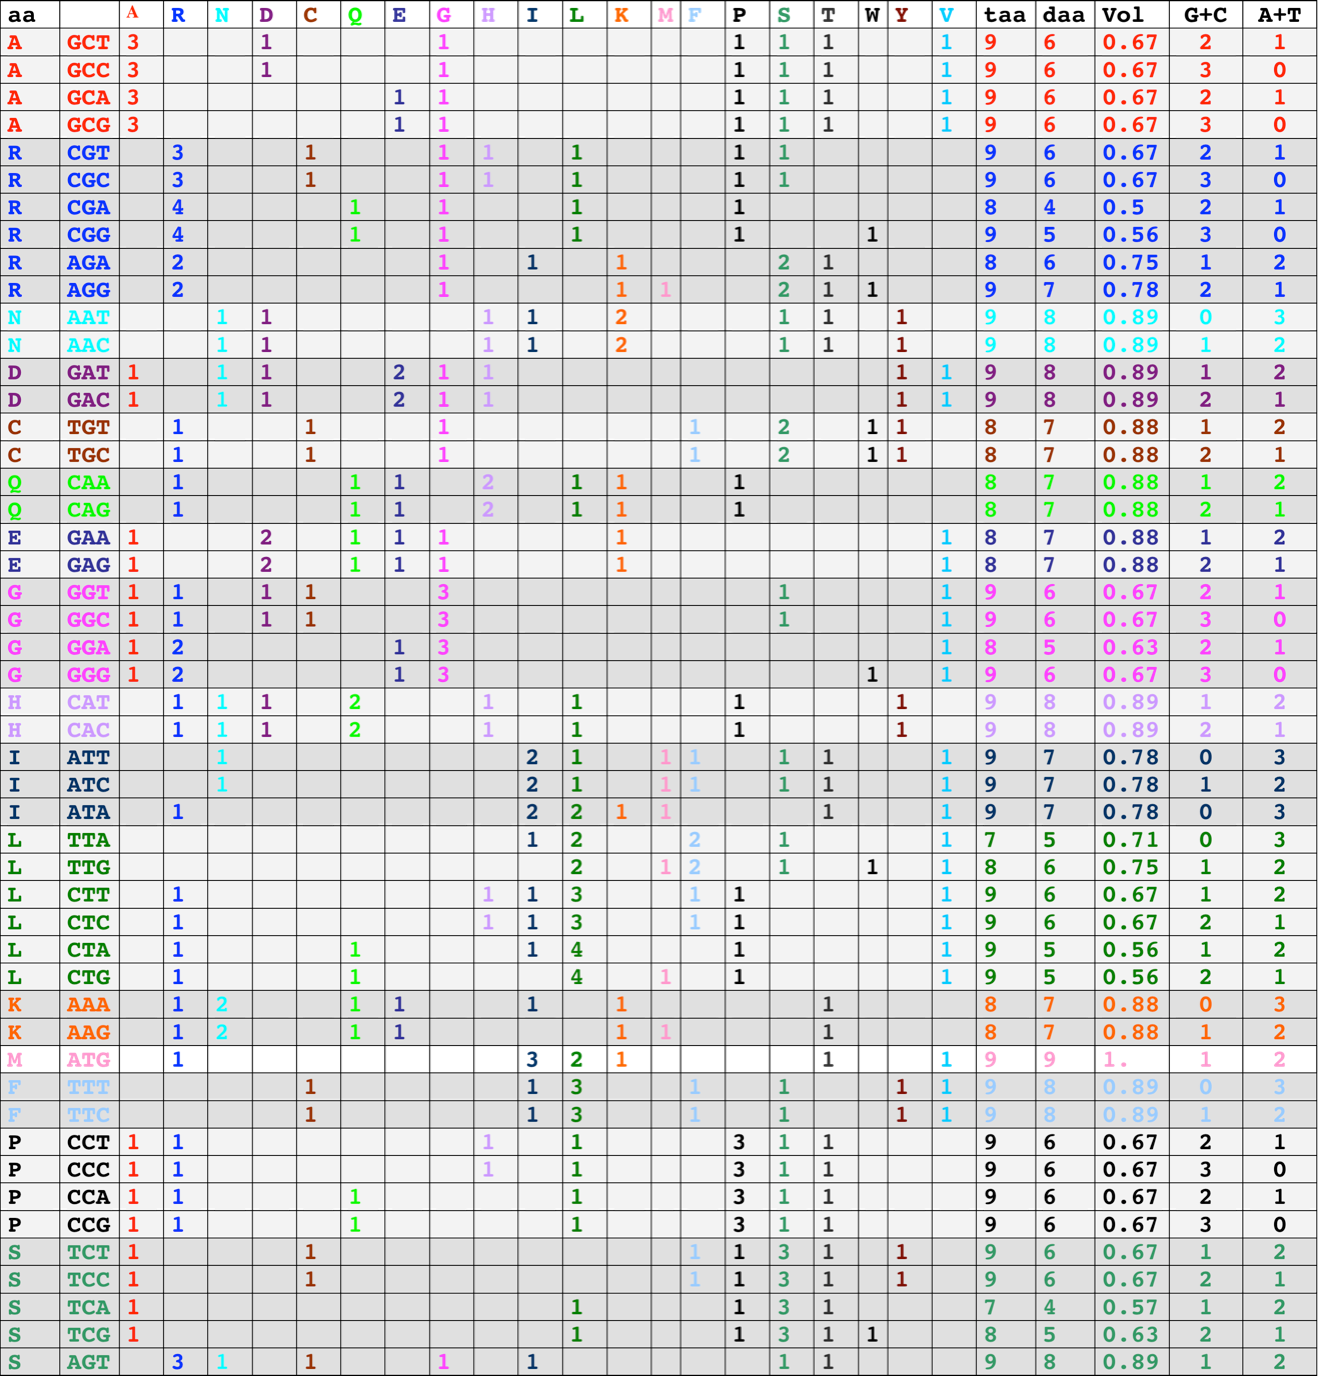 aa A R N D C Q E G H I L K M F P S T W Y V taa daa Vol G+C A+T
A GCT 3 1 1 1 1 1 1 9 6 0.67 2 1
A GCC 3 1 1 1 1 1 1 9 6 0.67 3 0
A GCA 3 1 1 1 1 1 1 9 6 0.67 2 1
A GCG 3 1 1 1 1 1 1 9 6 0.67 3 0
R CGT 3 1 1 1 1 1 1 9 6 0.67 2 1
R CGC 3 1 1 1 1 1 1 9 6 0.67 3 0
R CGA 4 1 1 1 1 8 4 0.5 2 1
R CGG 4 1 1 1 1 1 9 5 0.56 3 0
R AGA 2 1 1 1 2 1 8 6 0.75 1 2
R AGG 2 1 1 1 2 1 1 9 7 0.78 2 1
N AAT 1 1 1 1 2 1 1 1 9 8 0.89 0 3
N AAC 1 1 1 1 2 1 1 1 9 8 0.89 1 2
D GAT 1 1 1 2 1 1 1 1 9 8 0.89 1 2
D GAC 1 1 1 2 1 1 1 1 9 8 0.89 2 1
C TGT 1 1 1 1 2 1 1 8 7 0.88 1 2
C TGC 1 1 1 1 2 1 1 8 7 0.88 2 1
Q CAA 1 1 1 2 1 1 1 8 7 0.88 1 2
Q CAG 1 1 1 2 1 1 1 8 7 0.88 2 1
E GAA 1 2 1 1 1 1 1 8 7 0.88 1 2
E GAG 1 2 1 1 1 1 1 8 7 0.88 2 1
G GGT 1 1 1 1 3 1 1 9 6 0.67 2 1
G GGC 1 1 1 1 3 1 1 9 6 0.67 3 0
G GGA 1 2 1 3 1 8 5 0.63 2 1
G GGG 1 2 1 3 1 1 9 6 0.67 3 0
H CAT 1 1 1 2 1 1 1 1 9 8 0.89 1 2
H CAC 1 1 1 2 1 1 1 1 9 8 0.89 2 1
I ATT 1 2 1 1 1 1 1 1 9 7 0.78 0 3
I ATC 1 2 1 1 1 1 1 1 9 7 0.78 1 2
I ATA 1 2 2 1 1 1 1 9 7 0.78 0 3
L TTA 1 2 2 1 1 7 5 0.71 0 3
L TTG 2 1 2 1 1 1 8 6 0.75 1 2
L CTT 1 1 1 3 1 1 1 9 6 0.67 1 2
L CTC 1 1 1 3 1 1 1 9 6 0.67 2 1
L CTA 1 1 1 4 1 1 9 5 0.56 1 2
L CTG 1 1 4 1 1 1 9 5 0.56 2 1
K AAA 1 2 1 1 1 1 1 8 7 0.88 0 3
K AAG 1 2 1 1 1 1 1 8 7 0.88 1 2
M ATG 1 3 2 1 1 1 9 9 1. 1 2
F TTT 1 1 3 1 1 1 1 9 8 0.89 0 3
F TTC 1 1 3 1 1 1 1 9 8 0.89 1 2
P CCT 1 1 1 1 3 1 1 9 6 0.67 2 1
P CCC 1 1 1 1 3 1 1 9 6 0.67 3 0
P CCA 1 1 1 1 3 1 1 9 6 0.67 2 1
P CCG 1 1 1 1 3 1 1 9 6 0.67 3 0
S TCT 1 1 1 1 3 1 1 9 6 0.67 1 2
S TCC 1 1 1 1 3 1 1 9 6 0.67 2 1
S TCA 1 1 1 3 1 7 4 0.57 1 2
S TCG 1 1 1 3 1 1 8 5 0.63 2 1
S AGT 3 1 1 1 1 1 1 9 8 0.89 1 2